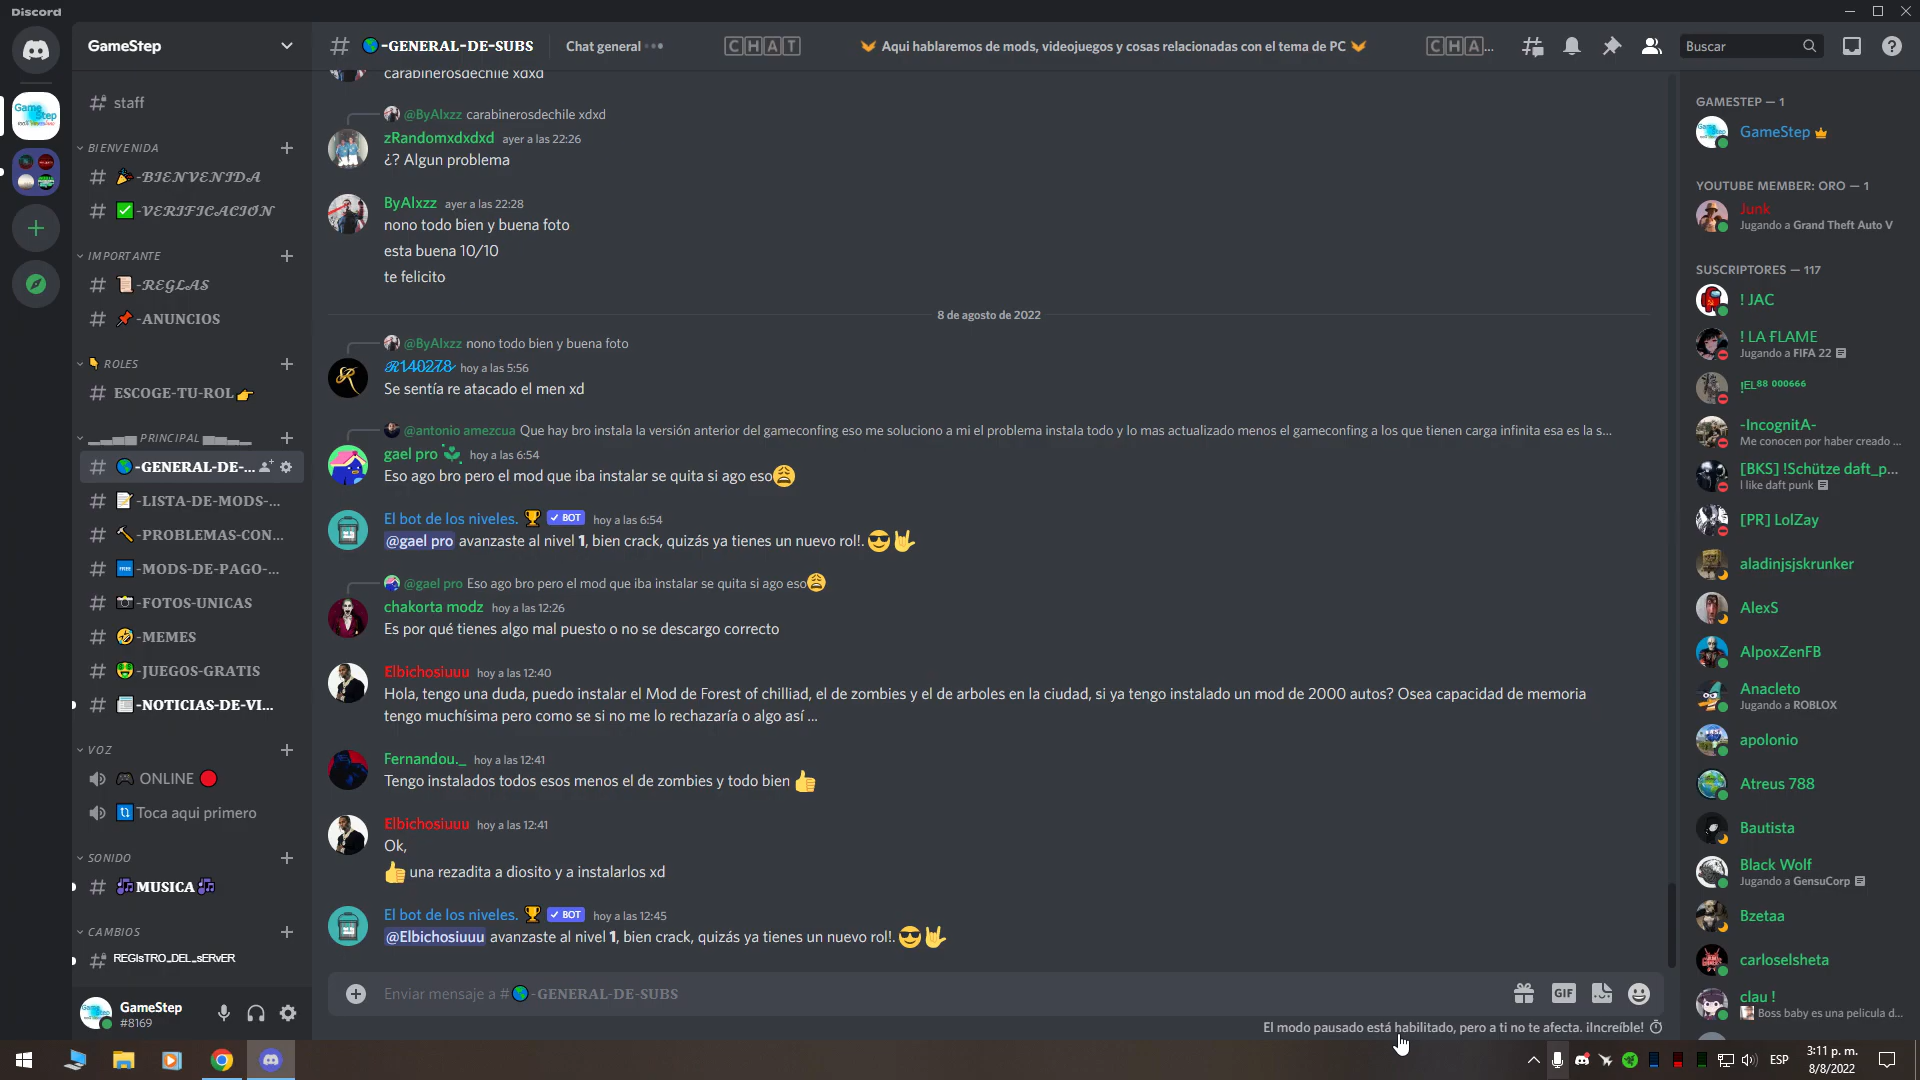 Discord
GameStep
staff
BIENVENIDA
-BIENVENIDA
-VERIFICACIÓN
IMPORTANTE
-REGLAS
-ANUNCIOS
ROLES
ESCOGE-TU-ROL
PRINCIPAL
-GENERAL-DE-...
-LISTA-DE-MODS-...
-PROBLEMAS-CON...
-MODS-DE-PAGO-...
-FOTOS-UNICAS
-MEMES
-JUEGOS-GRATIS
-NOTICIAS-DE-VI...
VOZ
ONLINE
Toca aqui primero
SONIDO
MUSICA
CAMBIOS
REGIsTRO_DEL_sERvER
GameStep
#8169
-GENERAL-DE-SUBS
Chat general
CHAT
Aqui hablaremos de mods, videojuegos y cosas relacionadas con el tema de PC
CHA...
Buscar
carabinerosdechile xdxd
@ByAlxzz carabinerosdechile xdxd
zRandomxdxdxd ayer a las 22:26
¿? Algun problema
ByAlxzz ayer a las 22:28
nono todo bien y buena foto
esta buena 10/10
te felicito
8 de agosto de 2022
@ByAlxzz nono todo bien y buena foto
R140278 hoy a las 5:56
Se sentía re atacado el men xd
@antonio amezcua Que hay bro instala la versión anterior del gameconfing eso me soluciono a mi el problema instala todo y lo mas actualizado menos el gameconfing a los que tienen carga infinita esa es la s...
gael pro hoy a las 6:54
Eso ago bro pero el mod que iba instalar se quita si ago eso😩
El bot de los niveles. 🏆 ✓ BOT hoy a las 6:54
@gael pro avanzaste al nivel 1, bien crack, quizás ya tienes un nuevo rol!. 😎🤟
@gael pro Eso ago bro pero el mod que iba instalar se quita si ago eso😩
chakorta modz hoy a las 12:26
Es por qué tienes algo mal puesto o no se descargo correcto
Elbichosiuuu hoy a las 12:40
Hola, tengo una duda, puedo instalar el Mod de Forest of chilliad, el de zombies y el de arboles en la ciudad, si ya tengo instalado un mod de 2000 autos? Osea capacidad de memoria
tengo muchísima pero como se si no me lo rechazaría o algo así ...
Fernandou._ hoy a las 12:41
Tengo instalados todos esos menos el de zombies y todo bien 👍
Elbichosiuuu hoy a las 12:41
Ok,
👍 una rezadita a diosito y a instalarlos xd
El bot de los niveles. 🏆 ✓ BOT hoy a las 12:45
@Elbichosiuuu avanzaste al nivel 1, bien crack, quizás ya tienes un nuevo rol!. 😎🤟
Enviar mensaje a #🌎-GENERAL-DE-SUBS
GIF
El modo pausado está habilitado, pero a ti no te afecta. ¡Increíble!
GAMESTEP — 1
GameStep
YOUTUBE MEMBER: ORO — 1
Junk
Jugando a Grand Theft Auto V
SUSCRIPTORES — 117
! JAC
! LA FLAME
Jugando a FIFA 22
!EL⁸⁸ ⁰⁰⁰⁶⁶⁶
-IncognitA-
Me conocen por haber creado ...
[BKS] !Schütze daft_p...
I like daft punk
[PR] LolZay
aladinjsjskrunker
AlexS
AlpoxZenFB
Anacleto
Jugando a ROBLOX
apolonio
Atreus 788
Bautista
Black Wolf
Jugando a GensuCorp
Bzetaa
carloselsheta
clau !
Boss baby es una pelicula d...
ESP
3:11 p. m.
8/8/2022